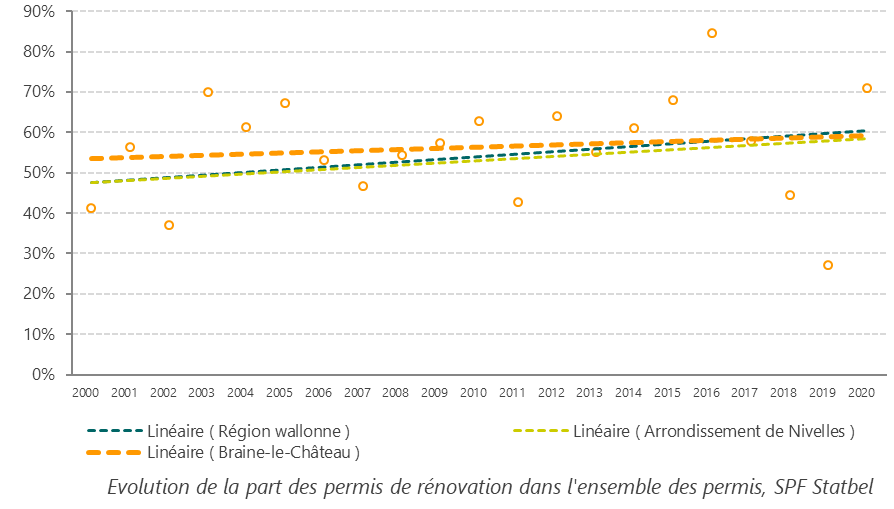 90%
80%
70%
60%
50%
40%
30%
20%
10%
0%
2000 2001 2002 2003 2004 2005 2006 2007 2008 2009 2010 2011 2012 2013 2014 2015 2016 2017 2018 2019 2020
Linéaire ( Région wallonne ) Linéaire ( Arrondissement de Nivelles )
Linéaire ( Braine-le-Château )
Evolution de la part des permis de rénovation dans l'ensemble des permis, SPF Statbel